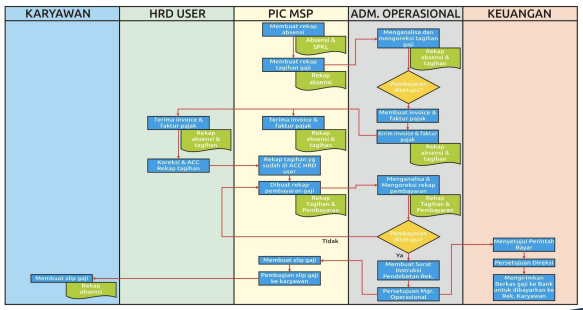 KARYAWAN
HRD USER
PIC MSP
ADM. OPERASIONAL
KEUANGAN
Membuat rekap
absensi
Absensi &
SPKL
Membuat rekap
tagihan gaji
Rekap
absensi
Menganalisa dan
mengoreksi tagihan
gaji
Rekap
absensi &
tagihan
Pembayaran
disetujui?
Membuat invoice &
faktur pajak
Kirim invoice & faktur
pajak
Rekap
absensi &
tagihan
Terima invoice &
faktur pajak
Rekap
absensi &
tagihan
Terima invoice &
faktur pajak
Rekap
absensi &
tagihan
Koreksi & ACC
Rekap tagihan
Rekap tagihan yg
sudah di ACC HRD
user
Dibuat rekap
pembayaran gaji
Rekap
Tagihan &
Pembayaran
Menganalisa &
Mengoreksi rekap
pembayaran
Rekap
Tagihan &
Pembayaran
Pembayaran
disetujui?
Tidak
Ya
Membuat Surat
Instruksi
Pendebetan Rek.
Persetujuan Mgr.
Operasional
Menyetujui Perintah
Bayar
Persetujuan Direksi
Mengirimkan
Berkas gaji ke Bank
untuk dibayarkan ke
Rek. Karyawan
Membuat slip gaji
Pembagian slip gaji
ke karyawan
Membuat slip gaji
Rekap
absensi